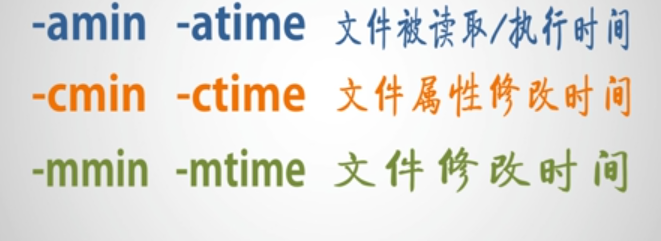 -amin -atime 文件被读取/执行时间
-cmin -ctime 文件属性修改时间
-mmin -mtime 文件修改时间